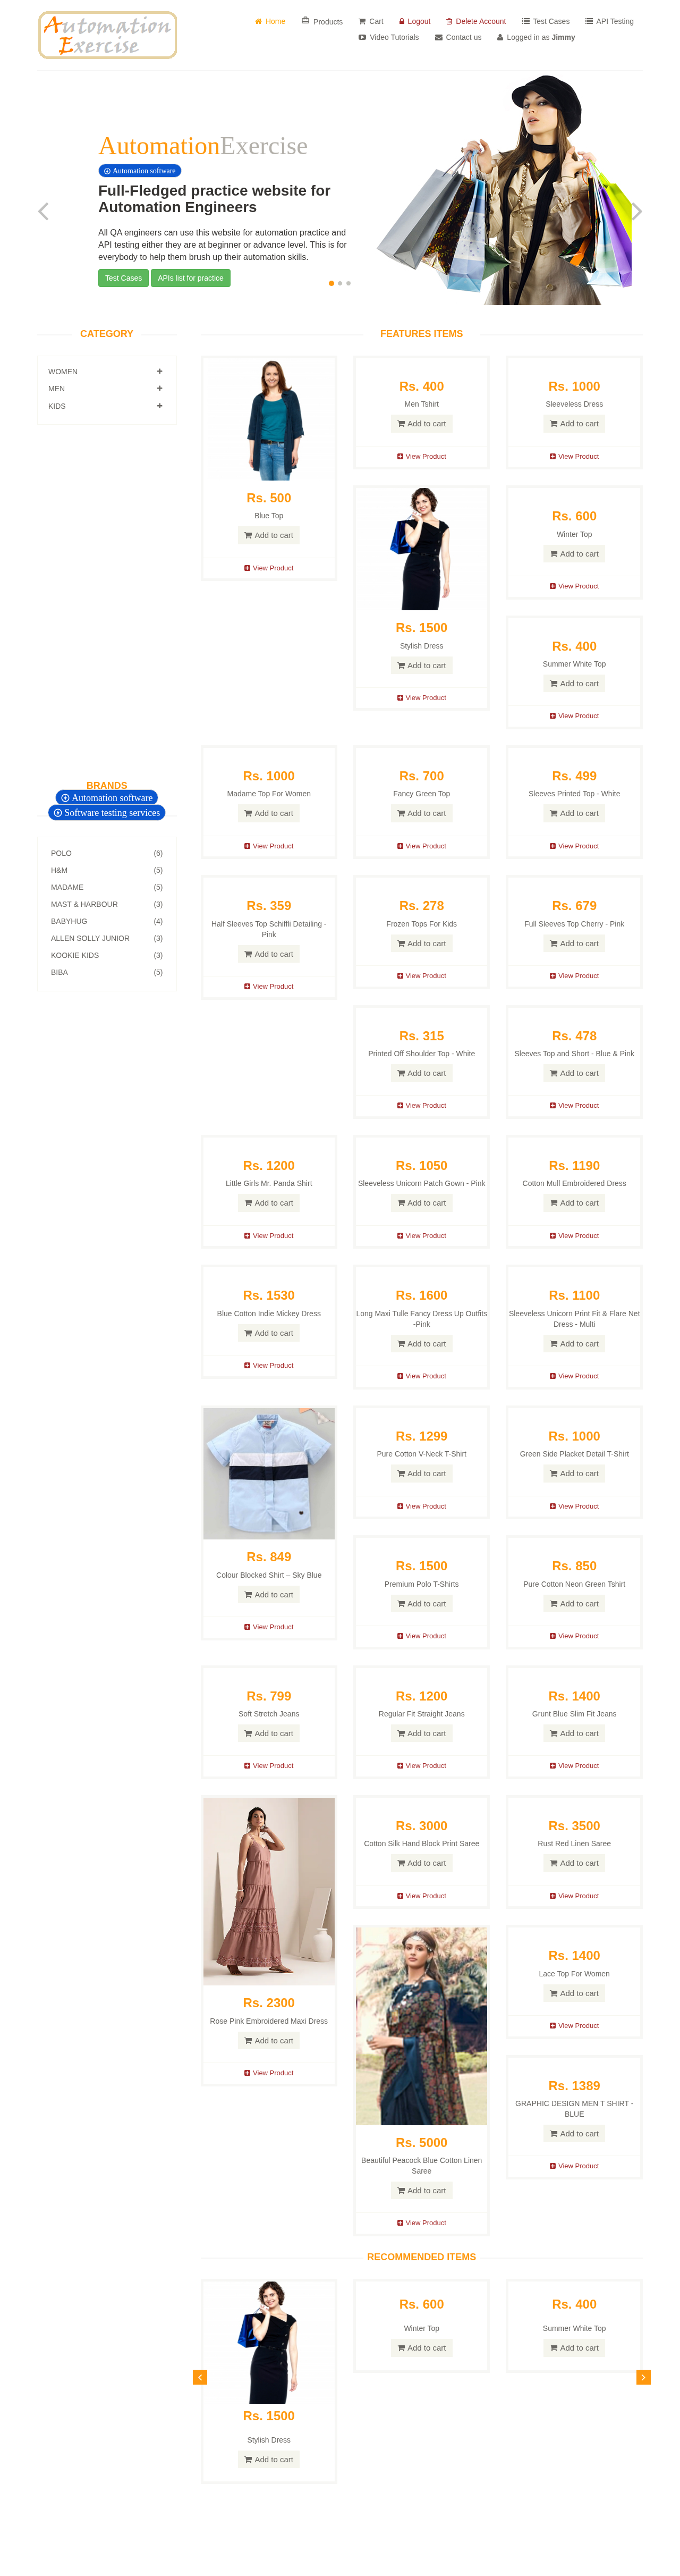 Automation
Exercise
Home
Products
Cart
Logout
Delete Account
Test Cases
API Testing
Video Tutorials
Contact us
Logged in as Jimmy
AutomationExercise
Automation software
Full-Fledged practice website for
Automation Engineers
All QA engineers can use this website for automation practice and
API testing either they are at beginner or advance level. This is for
everybody to help them brush up their automation skills.
Test Cases
APIs list for practice
CATEGORY
WOMEN
MEN
KIDS
BRANDS
Automation software
Software testing services
POLO (6)
H&M (5)
MADAME (5)
MAST & HARBOUR (3)
BABYHUG (4)
ALLEN SOLLY JUNIOR (3)
KOOKIE KIDS (3)
BIBA (5)
FEATURES ITEMS
Rs. 500
Blue Top
Add to cart
View Product
Rs. 400
Men Tshirt
Add to cart
View Product
Rs. 1000
Sleeveless Dress
Add to cart
View Product
Rs. 1500
Stylish Dress
Add to cart
View Product
Rs. 600
Winter Top
Add to cart
View Product
Rs. 400
Summer White Top
Add to cart
View Product
Rs. 1000
Madame Top For Women
Add to cart
View Product
Rs. 700
Fancy Green Top
Add to cart
View Product
Rs. 499
Sleeves Printed Top - White
Add to cart
View Product
Rs. 359
Half Sleeves Top Schiffli Detailing -
Pink
Add to cart
View Product
Rs. 278
Frozen Tops For Kids
Add to cart
View Product
Rs. 679
Full Sleeves Top Cherry - Pink
Add to cart
View Product
Rs. 315
Printed Off Shoulder Top - White
Add to cart
View Product
Rs. 478
Sleeves Top and Short - Blue & Pink
Add to cart
View Product
Rs. 1200
Little Girls Mr. Panda Shirt
Add to cart
View Product
Rs. 1050
Sleeveless Unicorn Patch Gown - Pink
Add to cart
View Product
Rs. 1190
Cotton Mull Embroidered Dress
Add to cart
View Product
Rs. 1530
Blue Cotton Indie Mickey Dress
Add to cart
View Product
Rs. 1600
Long Maxi Tulle Fancy Dress Up Outfits
-Pink
Add to cart
View Product
Rs. 1100
Sleeveless Unicorn Print Fit & Flare Net
Dress - Multi
Add to cart
View Product
Rs. 849
Colour Blocked Shirt – Sky Blue
Add to cart
View Product
Rs. 1299
Pure Cotton V-Neck T-Shirt
Add to cart
View Product
Rs. 1000
Green Side Placket Detail T-Shirt
Add to cart
View Product
Rs. 1500
Premium Polo T-Shirts
Add to cart
View Product
Rs. 850
Pure Cotton Neon Green Tshirt
Add to cart
View Product
Rs. 799
Soft Stretch Jeans
Add to cart
View Product
Rs. 1200
Regular Fit Straight Jeans
Add to cart
View Product
Rs. 1400
Grunt Blue Slim Fit Jeans
Add to cart
View Product
Rs. 2300
Rose Pink Embroidered Maxi Dress
Add to cart
View Product
Rs. 3000
Cotton Silk Hand Block Print Saree
Add to cart
View Product
Rs. 3500
Rust Red Linen Saree
Add to cart
View Product
Rs. 5000
Beautiful Peacock Blue Cotton Linen
Saree
Add to cart
View Product
Rs. 1400
Lace Top For Women
Add to cart
View Product
Rs. 1389
GRAPHIC DESIGN MEN T SHIRT -
BLUE
Add to cart
View Product
RECOMMENDED ITEMS
Rs. 1500
Stylish Dress
Add to cart
Rs. 600
Winter Top
Add to cart
Rs. 400
Summer White Top
Add to cart